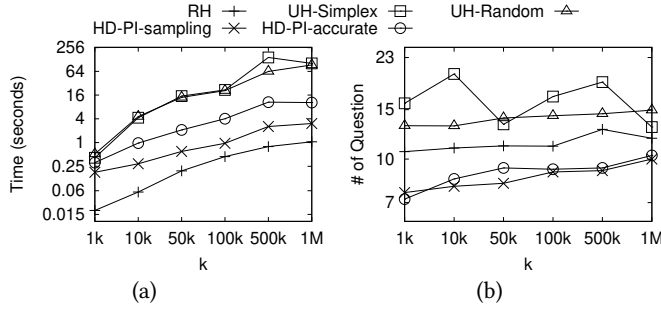 RH UH-Simplex UH-Random
HD-PI-sampling HD-PI-accurate
Time (seconds)
256
64
16
4
1
0.25
0.06
0.015
1k 10k 50k 100k 500k 1M
k
(a)
# of Question
23
15
10
7
1k 10k 50k 100k 500k 1M
k
(b)